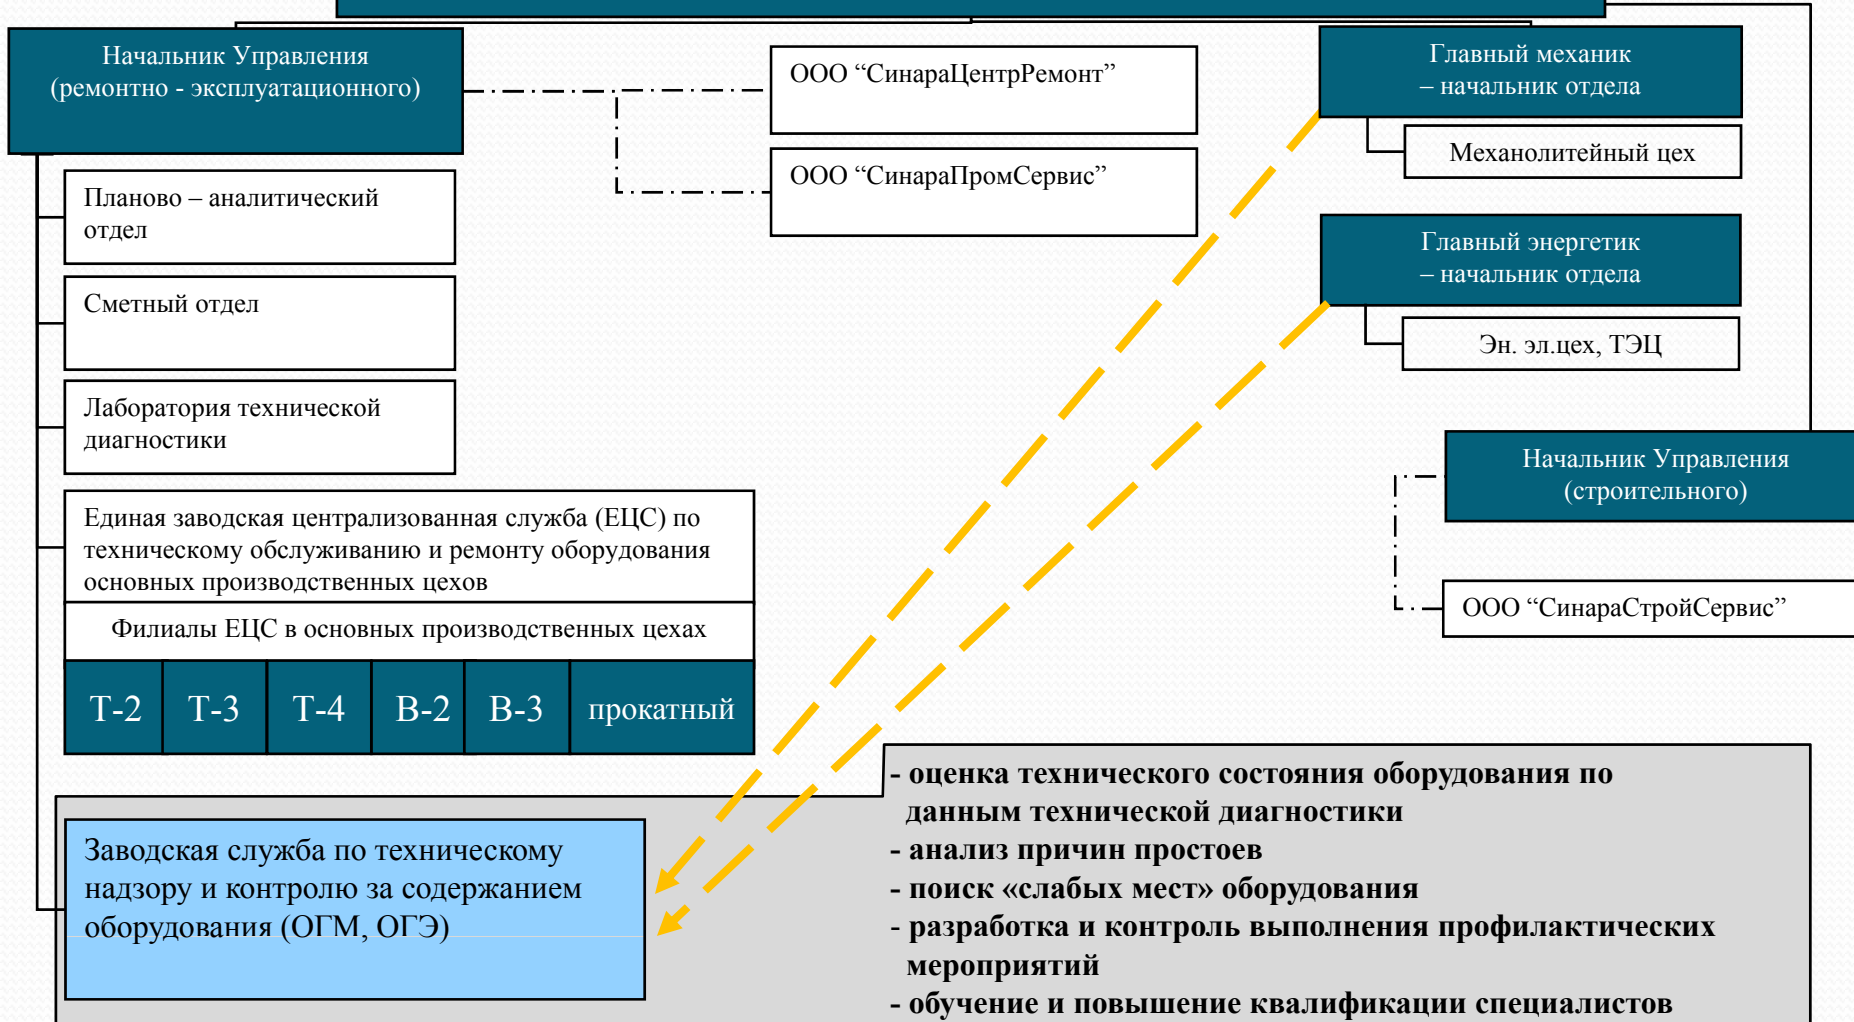 Начальник Управления
(ремонтно - эксплуатационного)
ООО “СинараЦентрРемонт”
ООО “СинараПромСервис”
Главный механик
– начальник отдела
Механолитейный цех
Главный энергетик
– начальник отдела
Эн. эл.цех, ТЭЦ
Начальник Управления
(строительного)
ООО “СинараСтройСервис”
Планово – аналитический
отдел
Сметный отдел
Лаборатория технической
диагностики
Единая заводская централизованная служба (ЕЦС) по
техническому обслуживанию и ремонту оборудования
основных производственных цехов
Филиалы ЕЦС в основных производственных цехах
Т-2 Т-3 Т-4 В-2 В-3 прокатный
Заводская служба по техническому
надзору и контролю за содержанием
оборудования (ОГМ, ОГЭ)
- оценка технического состояния оборудования по
данным технической диагностики
- анализ причин простоев
- поиск «слабых мест» оборудования
- разработка и контроль выполнения профилактических
мероприятий
- обучение и повышение квалификации специалистов